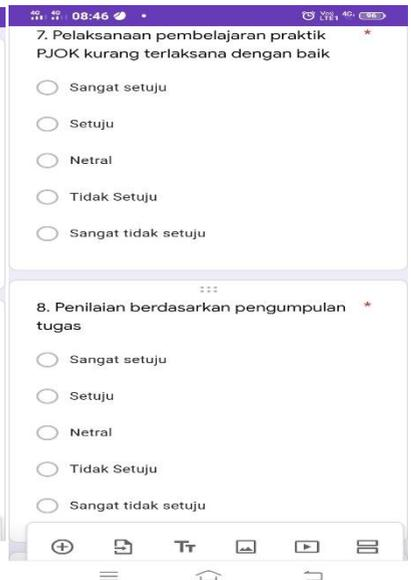 08:46
96
7. Pelaksanaan pembelajaran praktik *
PJOK kurang terlaksana dengan baik
Sangat setuju
Setuju
Netral
Tidak Setuju
Sangat tidak setuju
8. Penilaian berdasarkan pengumpulan *
tugas
Sangat setuju
Setuju
Netral
Tidak Setuju
Sangat tidak setuju